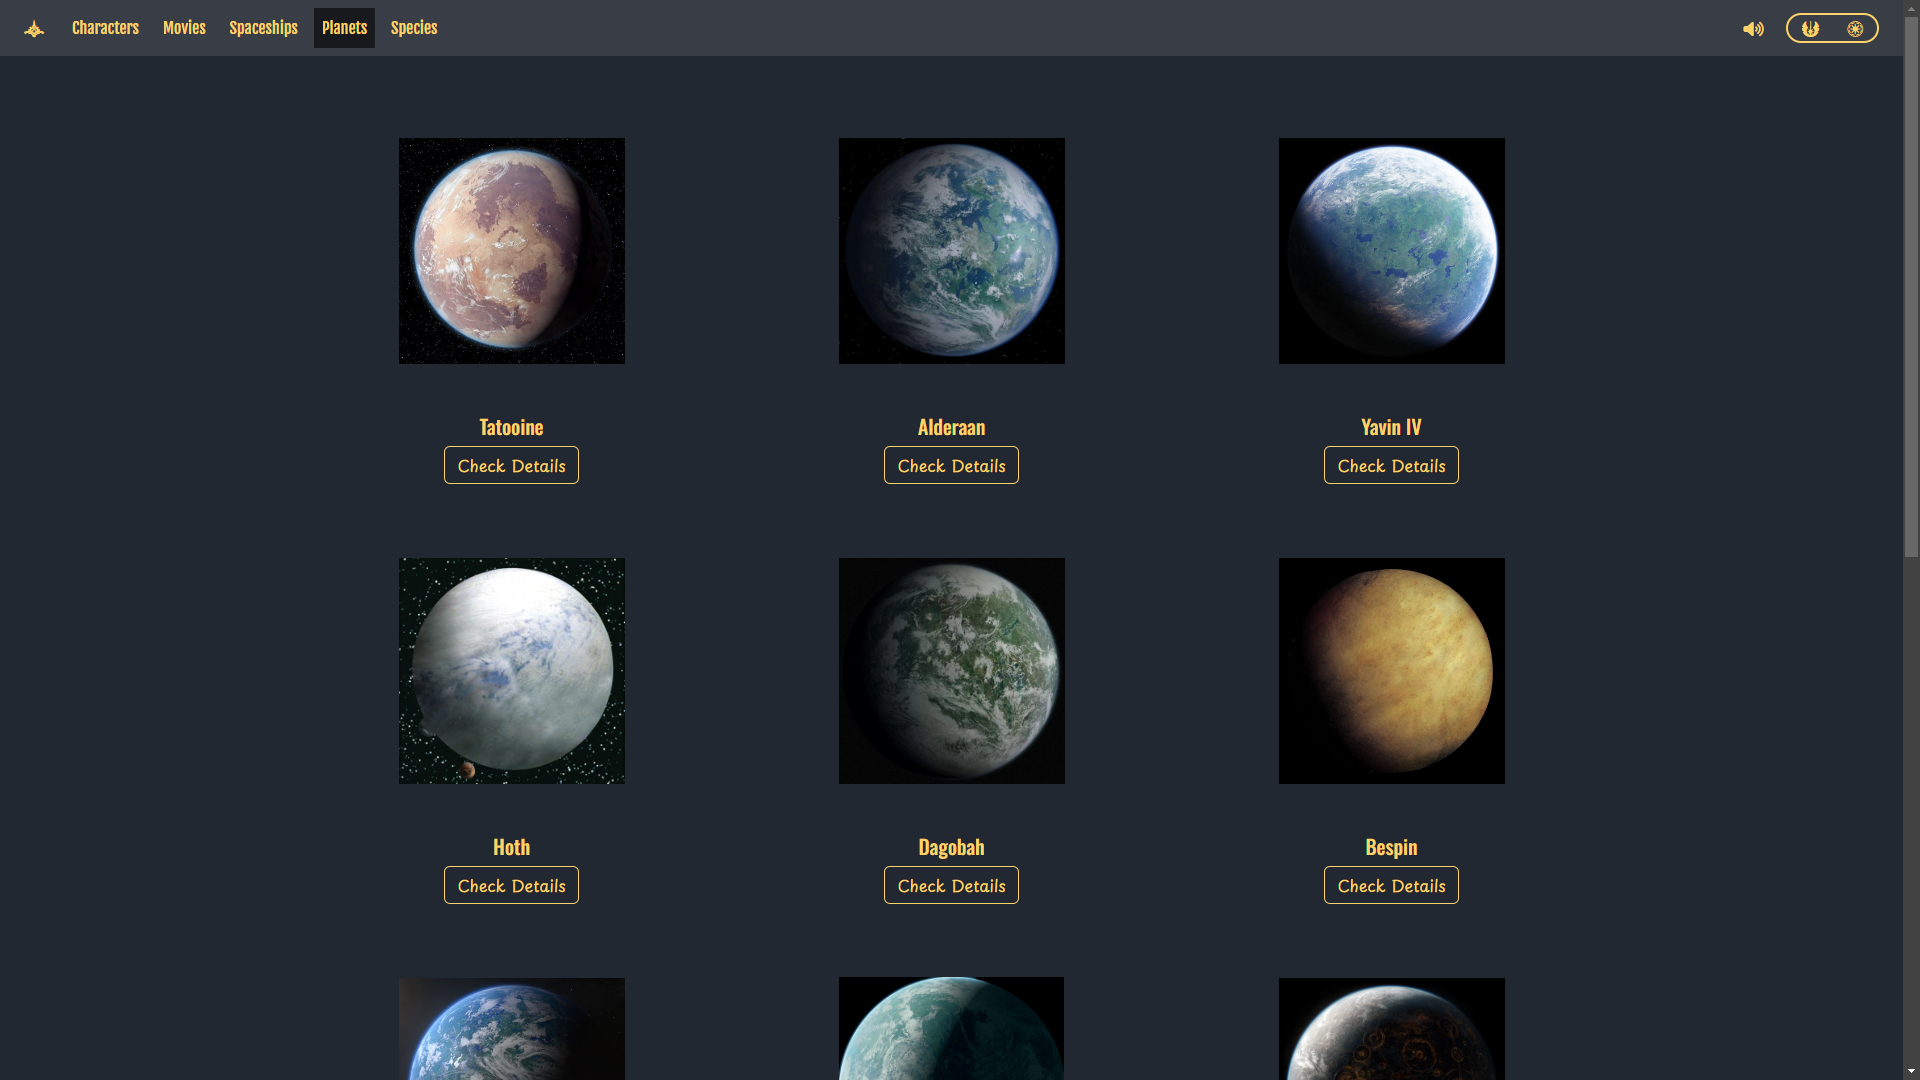 Characters Movies Spaceships Planets Species
Tatooine Alderaan Yavin IV
Check Details Check Details Check Details
Hoth Dagobah Bespin
Check Details Check Details Check Details